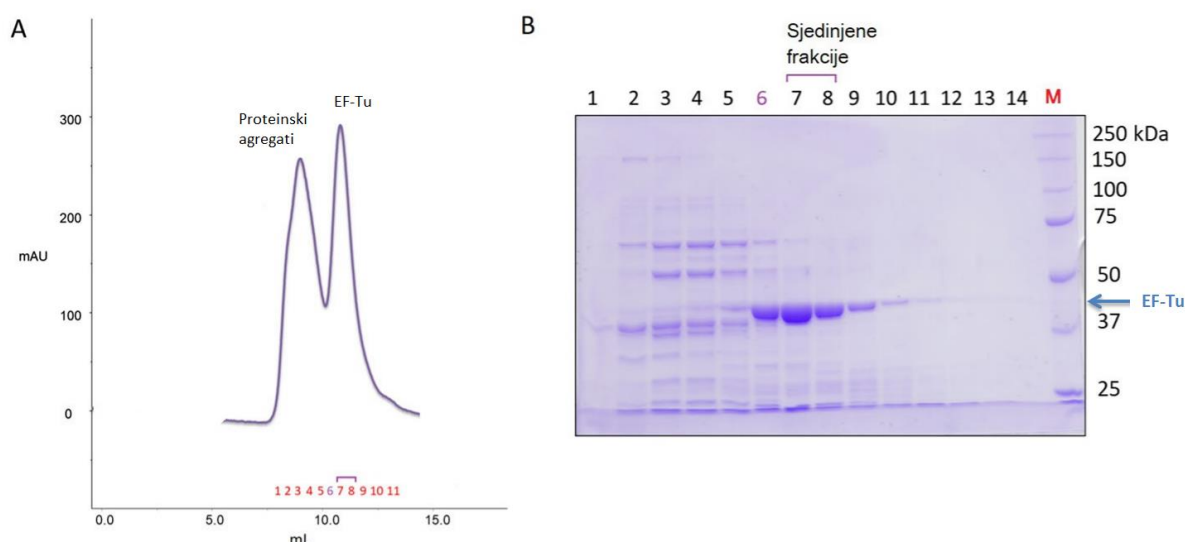 A
300
200
mAU
100
0
Proteinski
agregati
EF-Tu
1 2 3 4 5 6 7 8 9 10 11
0.0 5.0 10.0 15.0
ml
B
Sjedinjene
frakcije
1 2 3 4 5 6 7 8 9 10 11 12 13 14 M
250 kDa
150
100
75
50
EF-Tu
37
25